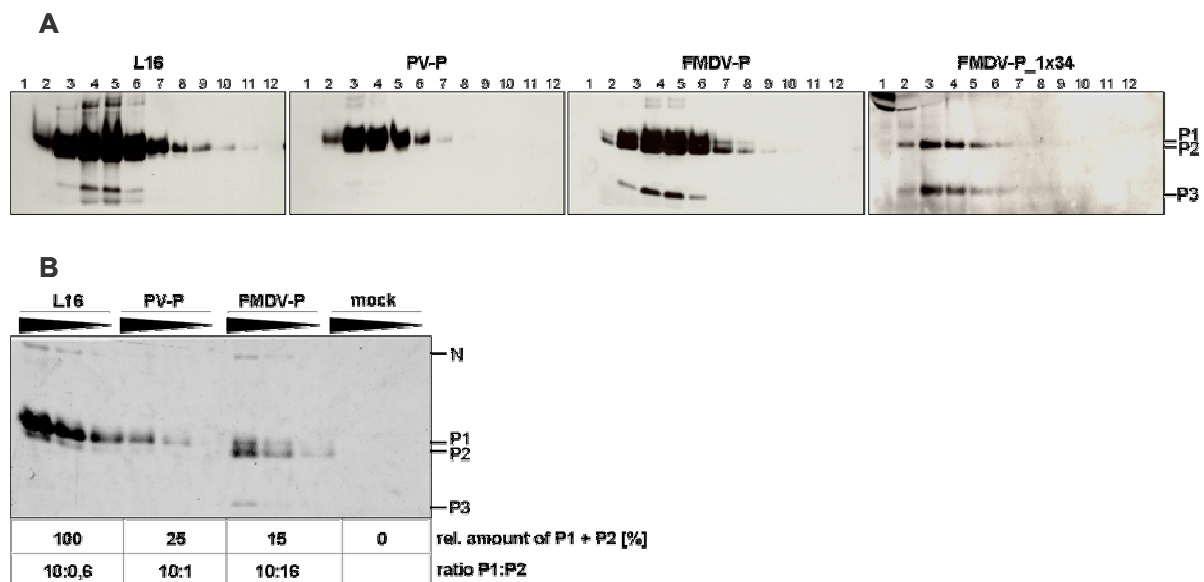 A
L16 PV-P FMDV-P FMDV-P_1x34
1 2 3 4 5 6 7 8 9 10 11 12 1 2 3 4 5 6 7 8 9 10 11 12 1 2 3 4 5 6 7 8 9 10 11 12 1 2 3 4 5 6 7 8 9 10 11 12
P1
P2
P3
B
L16 PV-P FMDV-P mock
N
P1
P2
P3
100 25 15 0 rel. amount of P1 + P2 [%]
10:0,6 10:1 10:16 ratio P1:P2